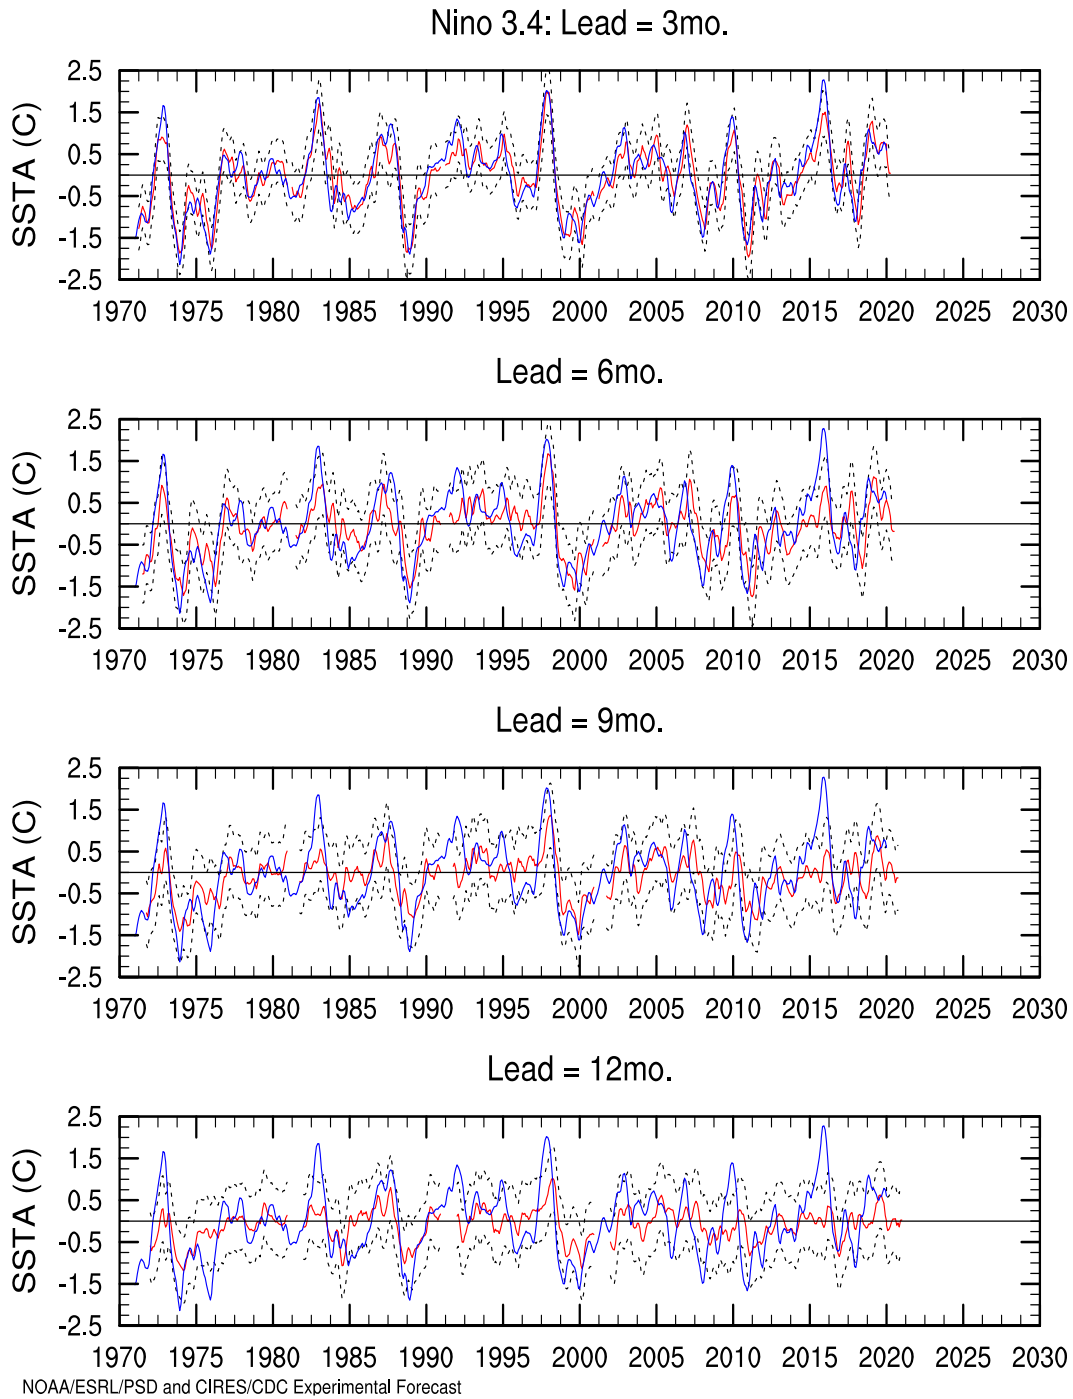 Nino 3.4: Lead = 3mo.
2.5
1.5
0.5
-0.5
-1.5
-2.5
SSTA (C)
1970 1975 1980 1985 1990 1995 2000 2005 2010 2015 2020 2025 2030
Lead = 6mo.
2.5
1.5
0.5
-0.5
-1.5
-2.5
SSTA (C)
1970 1975 1980 1985 1990 1995 2000 2005 2010 2015 2020 2025 2030
Lead = 9mo.
2.5
1.5
0.5
-0.5
-1.5
-2.5
SSTA (C)
1970 1975 1980 1985 1990 1995 2000 2005 2010 2015 2020 2025 2030
Lead = 12mo.
2.5
1.5
0.5
-0.5
-1.5
-2.5
SSTA (C)
1970 1975 1980 1985 1990 1995 2000 2005 2010 2015 2020 2025 2030
NOAA/ESRL/PSD and CIRES/CDC Experimental Forecast